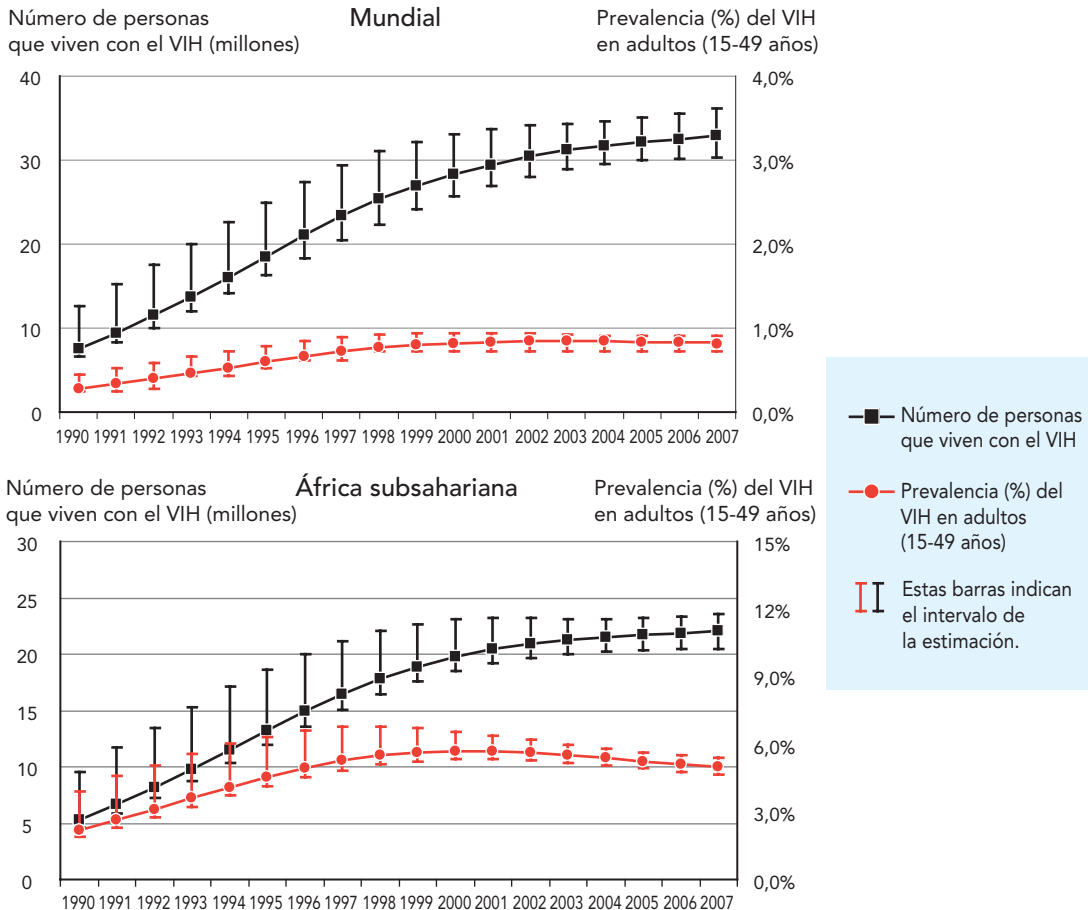 Mundial
Número de personas
que viven con el VIH (millones)
Prevalencia (%) del VIH
en adultos (15-49 años)
40
30
20
10
0
4,0%
3,0%
2,0%
1,0%
0,0%
1990 1991 1992 1993 1994 1995 1996 1997 1998 1999 2000 2001 2002 2003 2004 2005 2006 2007
África subsahariana
Número de personas
que viven con el VIH (millones)
Prevalencia (%) del VIH
en adultos (15-49 años)
30
25
20
15
10
5
0
15%
12%
9,0%
6,0%
3,0%
0,0%
1990 1991 1992 1993 1994 1995 1996 1997 1998 1999 2000 2001 2002 2003 2004 2005 2006 2007
Número de personas
que viven con el VIH
Prevalencia (%) del
VIH en adultos
(15-49 años)
Estas barras indican
el intervalo de
la estimación.